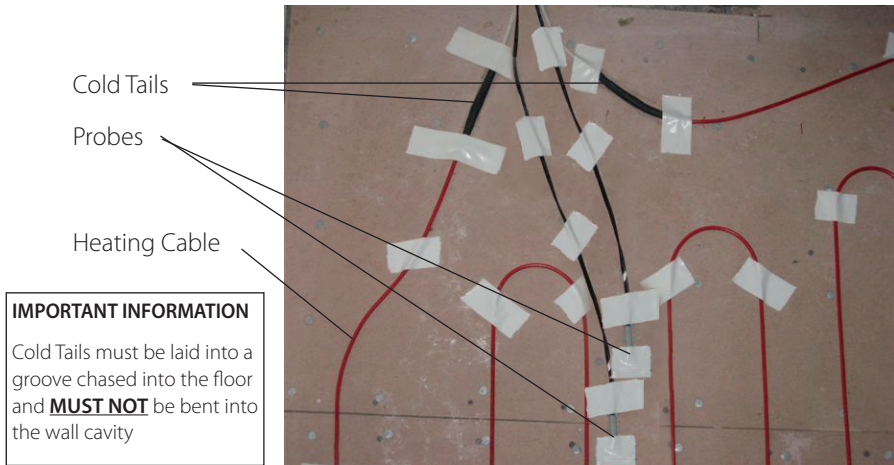 Cold Tails
Probes
Heating Cable
IMPORTANT INFORMATION
Cold Tails must be laid into a
groove chased into the floor
and MUST NOT be bent into
the wall cavity